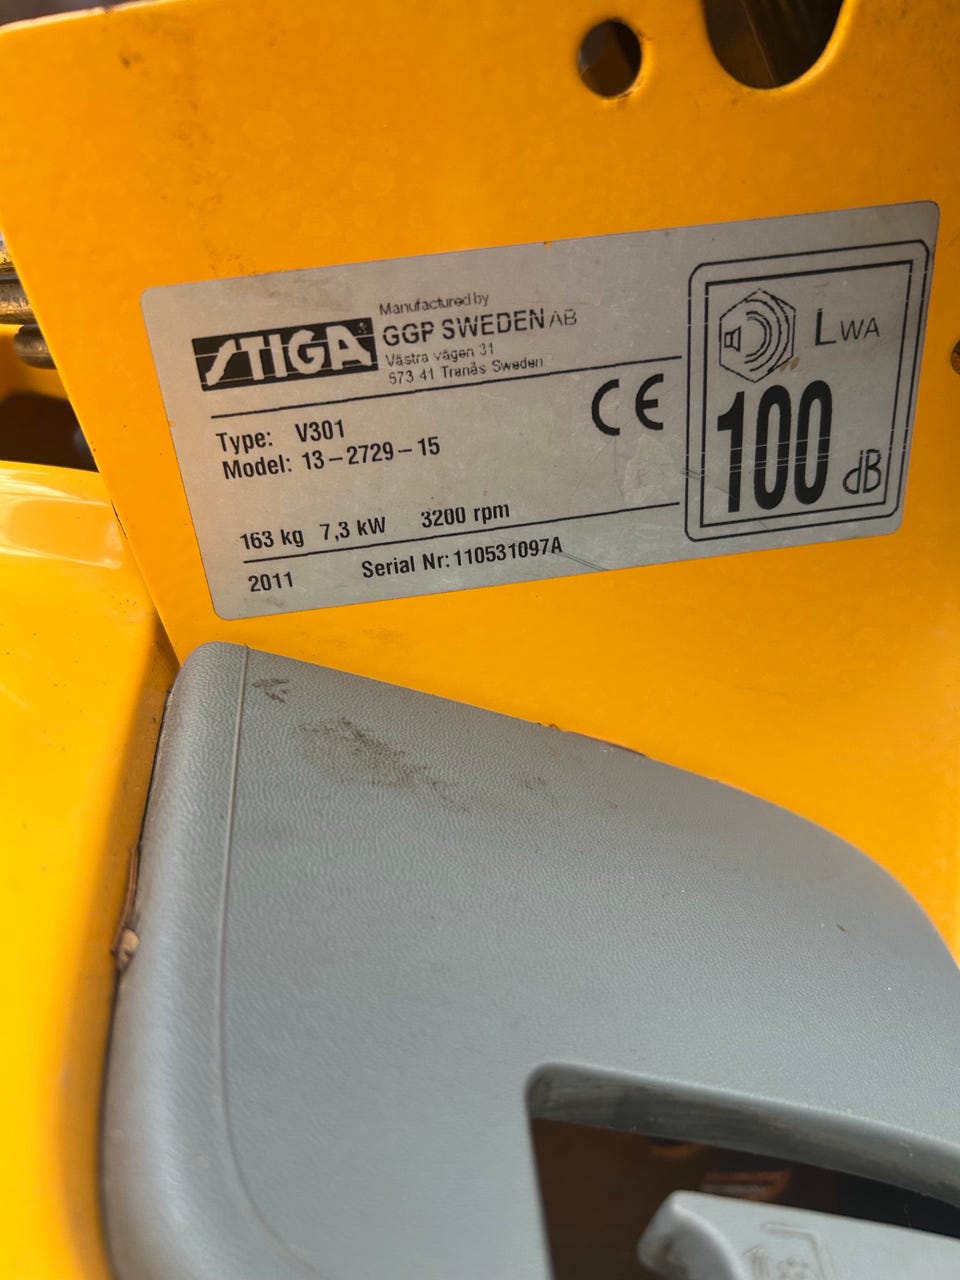 STIGA®
Manufactured by
GGP SWEDEN AB
Västra vägen 31
573 41 Tranås Sweden
Type: V301
Model: 13-2729-15
CE
163 kg 7,3 kW 3200 rpm
2011 Serial Nr: 110531097A
LWA
100 dB